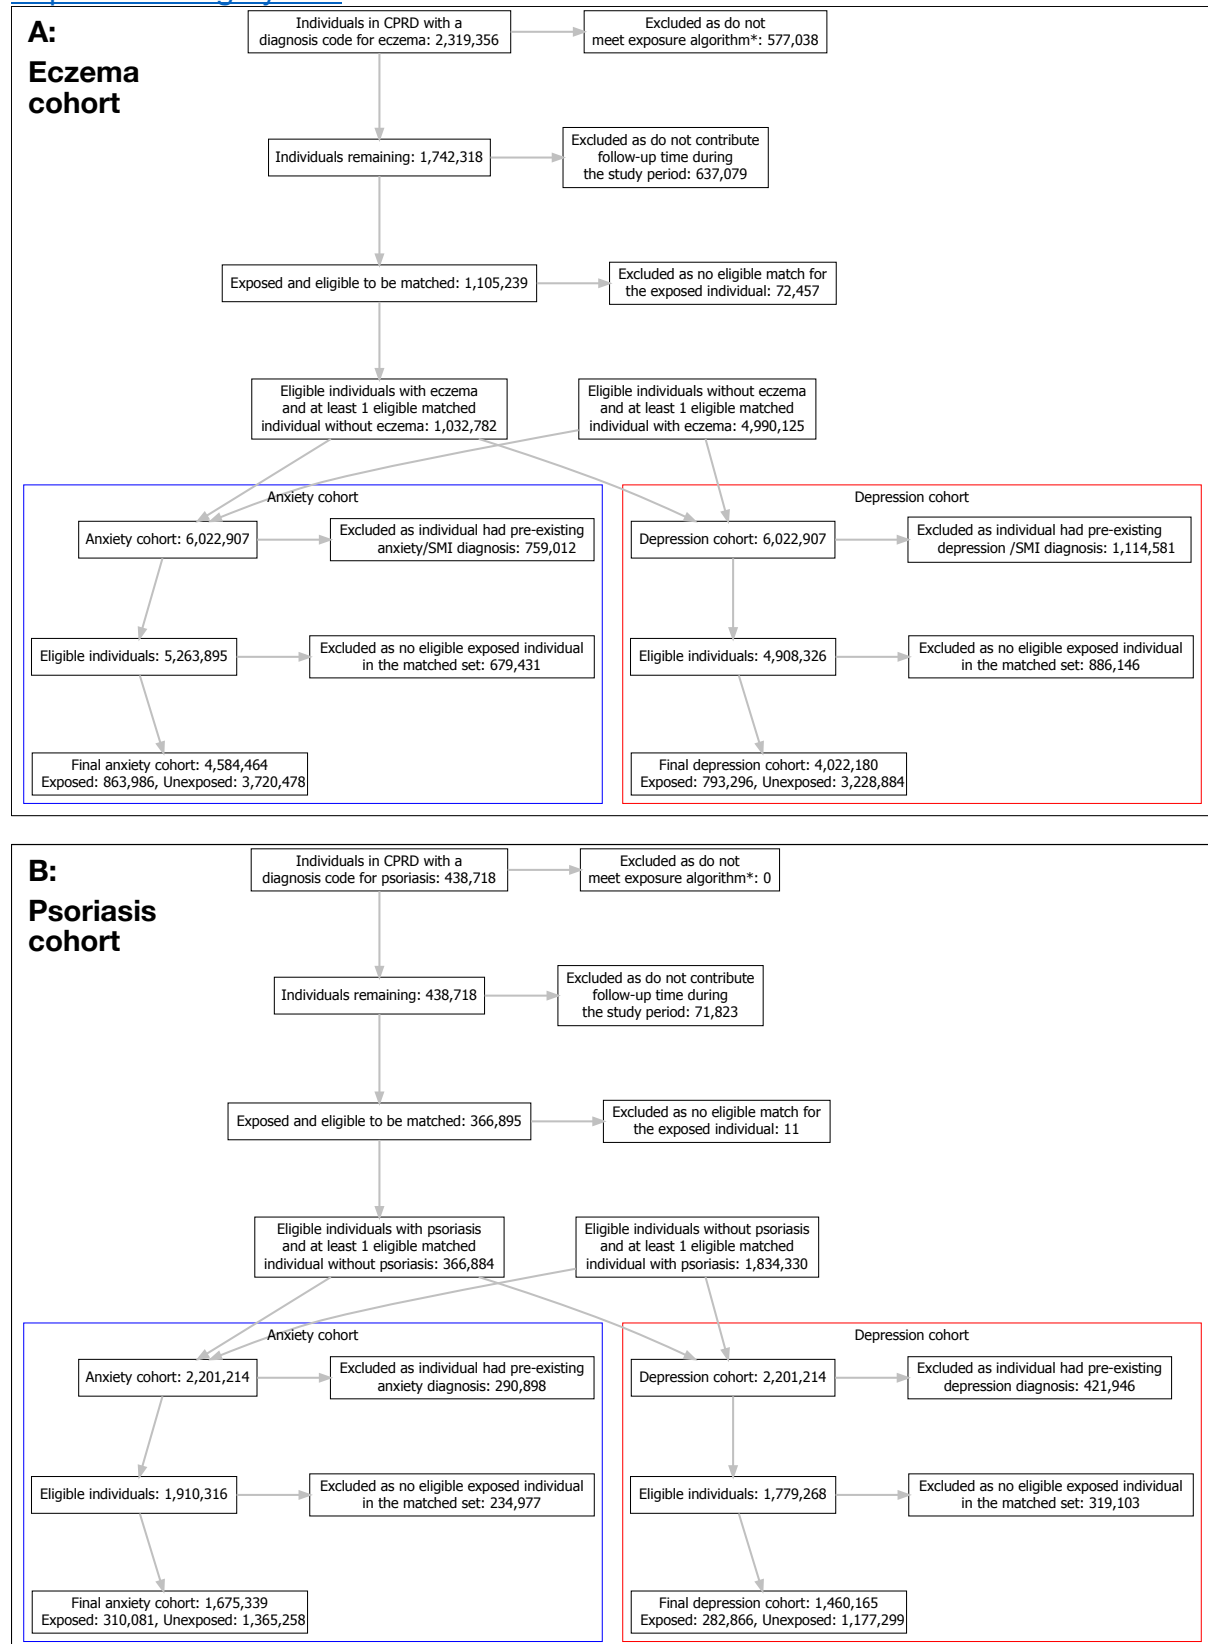 A:
Eczema
cohort
Individuals in CPRD with a
diagnosis code for eczema: 2,319,356
Excluded as do not
meet exposure algorithm*: 577,038
Individuals remaining: 1,742,318
Excluded as do not contribute
follow-up time during
the study period: 637,079
Exposed and eligible to be matched: 1,105,239
Excluded as no eligible match for
the exposed individual: 72,457
Eligible individuals with eczema
and at least 1 eligible matched
individual without eczema: 1,032,782
Eligible individuals without eczema
and at least 1 eligible matched
individual with eczema: 4,990,125
Anxiety cohort
Anxiety cohort: 6,022,907
Excluded as individual had pre-existing
anxiety/SMI diagnosis: 759,012
Eligible individuals: 5,263,895
Excluded as no eligible exposed individual
in the matched set: 679,431
Final anxiety cohort: 4,584,464
Exposed: 863,986, Unexposed: 3,720,478
Depression cohort
Depression cohort: 6,022,907
Excluded as individual had pre-existing
depression /SMI diagnosis: 1,114,581
Eligible individuals: 4,908,326
Excluded as no eligible exposed individual
in the matched set: 886,146
Final depression cohort: 4,022,180
Exposed: 793,296, Unexposed: 3,228,884
B:
Psoriasis
cohort
Individuals in CPRD with a
diagnosis code for psoriasis: 438,718
Excluded as do not
meet exposure algorithm*: 0
Individuals remaining: 438,718
Excluded as do not contribute
follow-up time during
the study period: 71,823
Exposed and eligible to be matched: 366,895
Excluded as no eligible match for
the exposed individual: 11
Eligible individuals with psoriasis
and at least 1 eligible matched
individual without psoriasis: 366,884
Eligible individuals without psoriasis
and at least 1 eligible matched
individual with psoriasis: 1,834,330
Anxiety cohort
Anxiety cohort: 2,201,214
Excluded as individual had pre-existing
anxiety diagnosis: 290,898
Eligible individuals: 1,910,316
Excluded as no eligible exposed individual
in the matched set: 234,977
Final anxiety cohort: 1,675,339
Exposed: 310,081, Unexposed: 1,365,258
Depression cohort
Depression cohort: 2,201,214
Excluded as individual had pre-existing
depression diagnosis: 421,946
Eligible individuals: 1,779,268
Excluded as no eligible exposed individual
in the matched set: 319,103
Final depression cohort: 1,460,165
Exposed: 282,866, Unexposed: 1,177,299